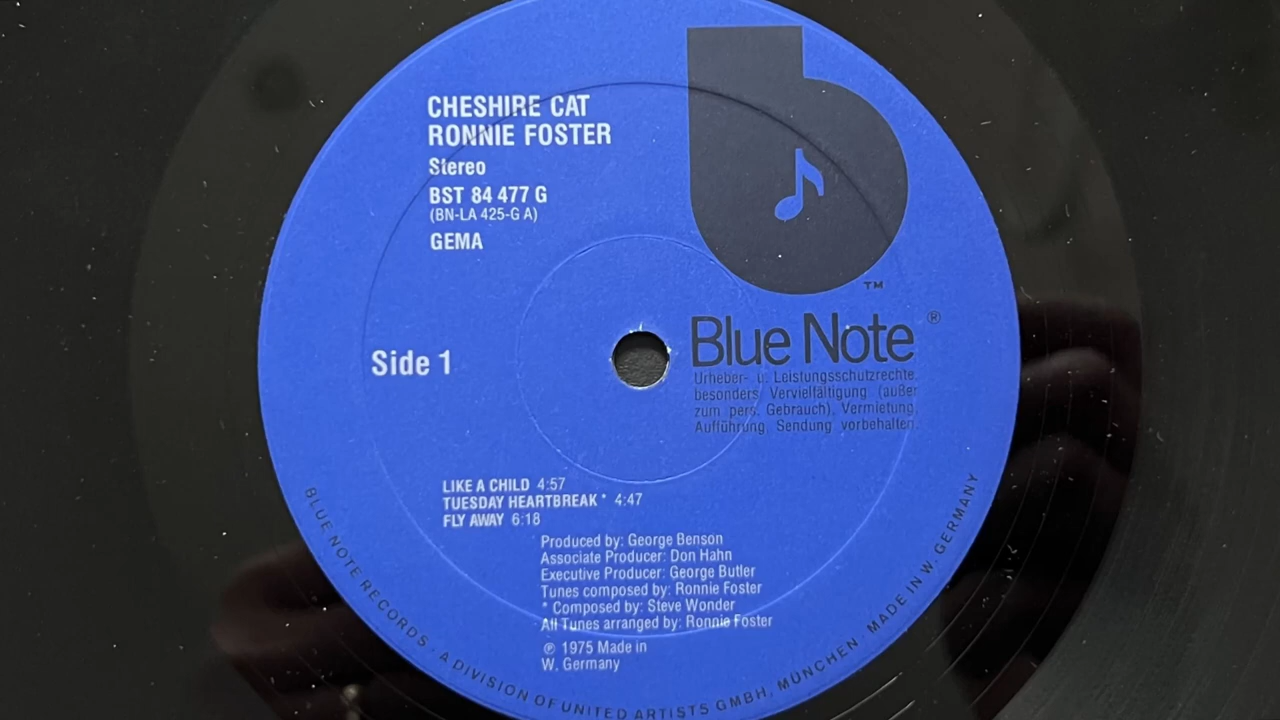 CHESHIRE CAT
RONNIE FOSTER
Stereo
BST 84 477 G
(BN-LA 425-G A)
GEMA
TM
Side 1
Blue Note ®
Urheber- u. Leistungsschutzrechte,
besonders Vervielfältigung (außer
zum pers. Gebrauch), Vermietung,
Aufführung, Sendung vorbehalten.
LIKE A CHILD 4:57
TUESDAY HEARTBREAK * 4:47
FLY AWAY 6:18
Produced by: George Benson
Associate Producer: Don Hahn
Executive Producer: George Butler
Tunes composed by: Ronnie Foster
* Composed by: Steve Wonder
All Tunes arranged by: Ronnie Foster
℗ 1975 Made in
W. Germany
BLUE NOTE RECORDS · A DIVISION OF UNITED ARTISTS GMBH, MÜNCHEN · MADE IN W. GERMANY